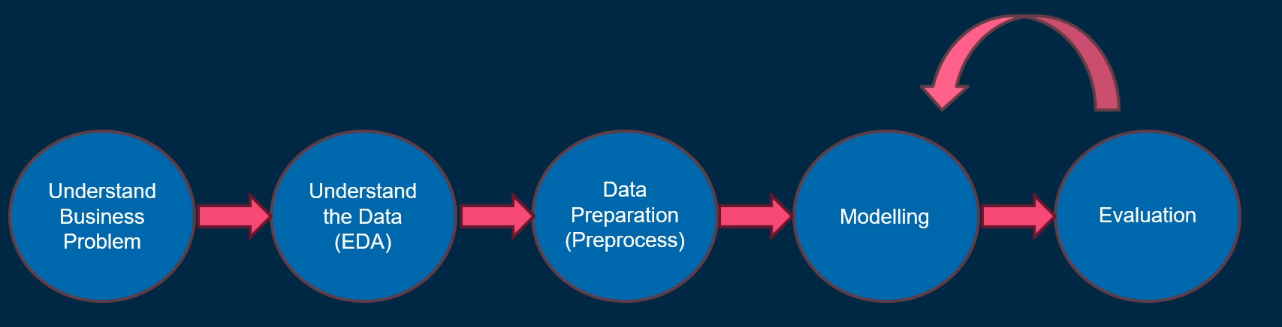 Understand
Business
Problem
Understand
the Data
(EDA)
Data
Preparation
(Preprocess)
Modelling
Evaluation